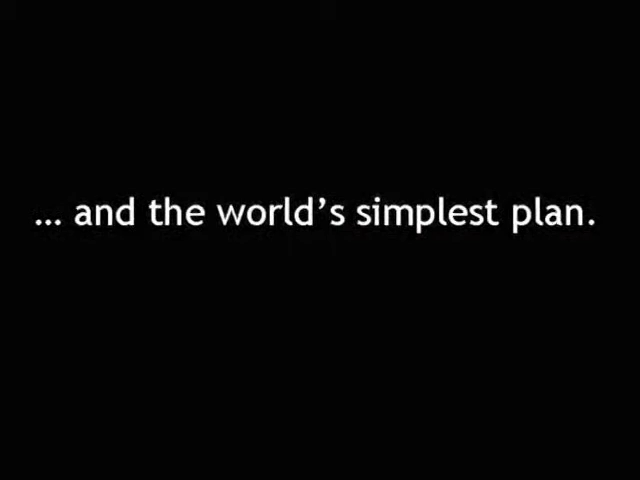 … and the world’s simplest plan.